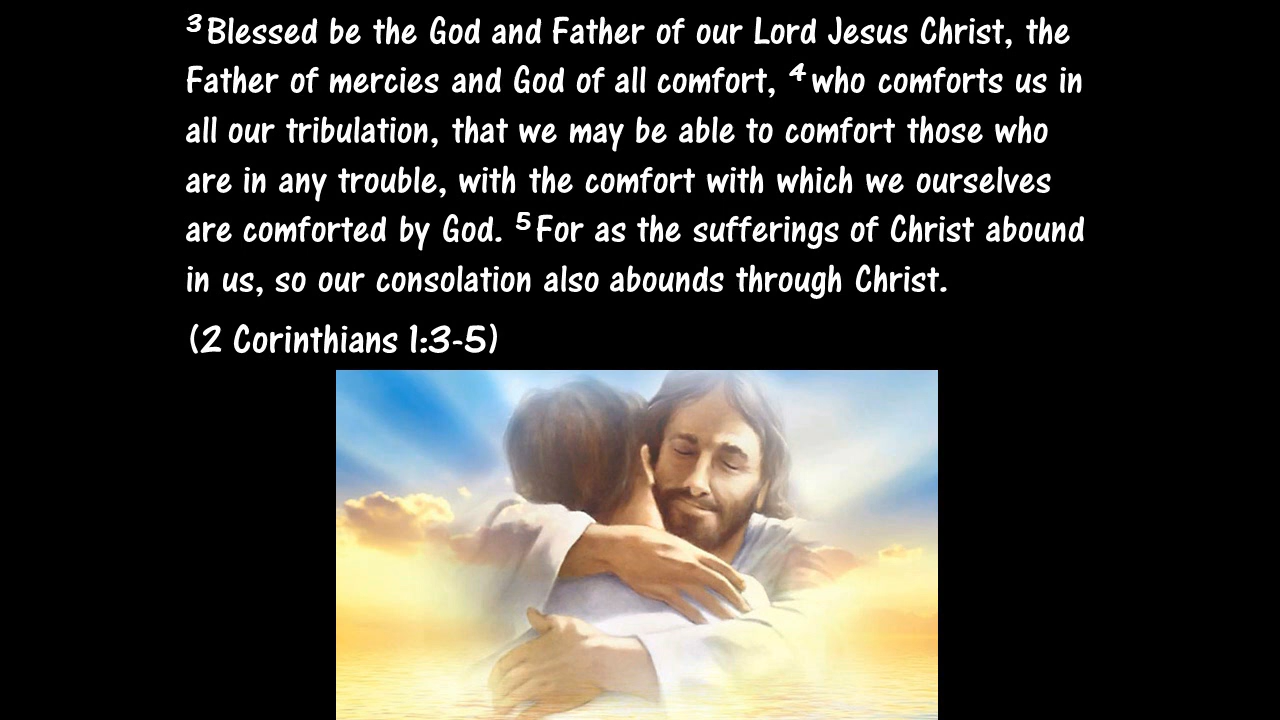 ³Blessed be the God and Father of our Lord Jesus Christ, the
Father of mercies and God of all comfort, ⁴who comforts us in
all our tribulation, that we may be able to comfort those who
are in any trouble, with the comfort with which we ourselves
are comforted by God. ⁵For as the sufferings of Christ abound
in us, so our consolation also abounds through Christ.
(2 Corinthians 1:3-5)